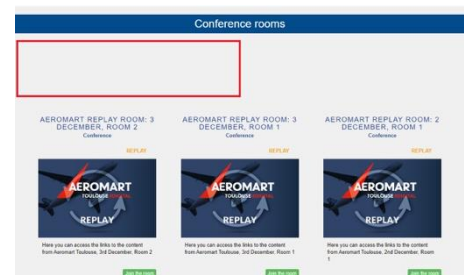 Conference rooms
AEROMART REPLAY ROOM: 3
DECEMBER, ROOM 2
Conference
REPLAY
AEROMART
TOULOUSE
REPLAY
Here you can access the links to the content
from Aeromart Toulouse, 3rd December, Room 2
Join the room
AEROMART REPLAY ROOM: 3
DECEMBER, ROOM 1
Conference
REPLAY
AEROMART
TOULOUSE
REPLAY
Here you can access the links to the content
from Aeromart Toulouse, 3rd December, Room 1
Join the room
AEROMART REPLAY ROOM: 2
DECEMBER, ROOM 1
Conference
REPLAY
AEROMART
TOULOUSE
REPLAY
Here you can access the links to the content
from Aeromart Toulouse, 2nd December, Room
1
Join the room